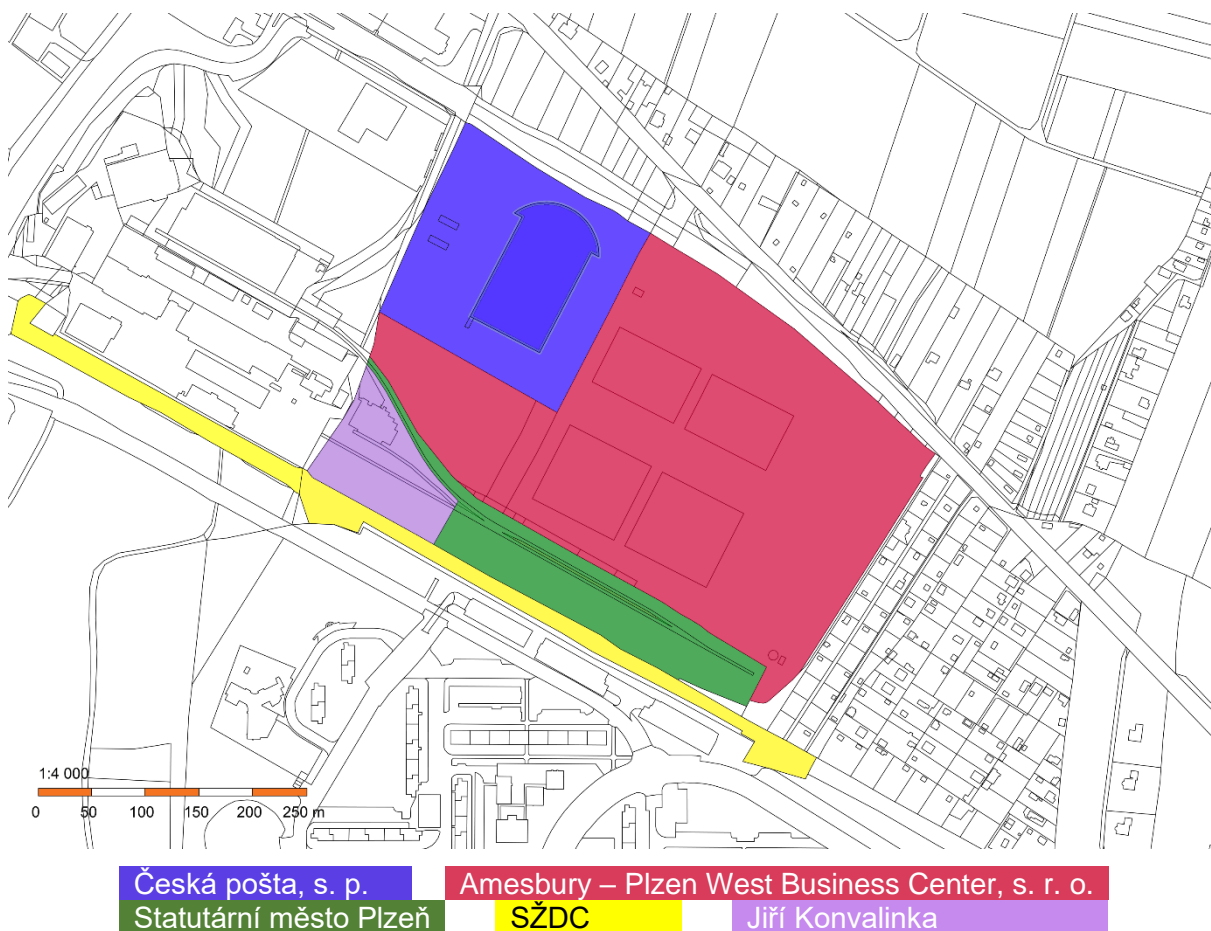 1:4 000
0 50 100 150 200 250 m
Česká pošta, s. p. Amesbury – Plzen West Business Center, s. r. o.
Statutární město Plzeň SŽDC Jiří Konvalinka